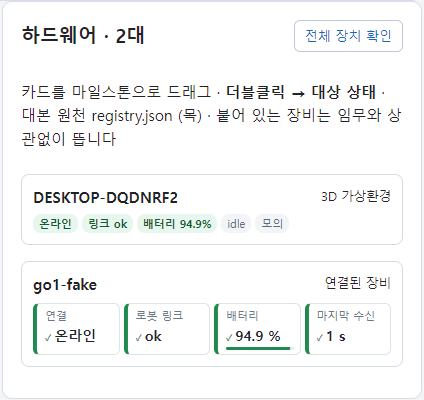 하드웨어 · 2대
전체 장치 확인
카드를 마일스톤으로 드래그 · 더블클릭 → 대상 상태 ·
대본 원천 registry.json (목) · 붙어 있는 장비는 임무와 상
관없이 뜹니다
DESKTOP-DQDNRF2
3D 가상환경
온라인 링크 ok 배터리 94.9% idle 모의
go1-fake
연결된 장비
연결 로봇 링크 배터리 마지막 수신
✓온라인 ✓ok ✓94.9 % ✓1 s